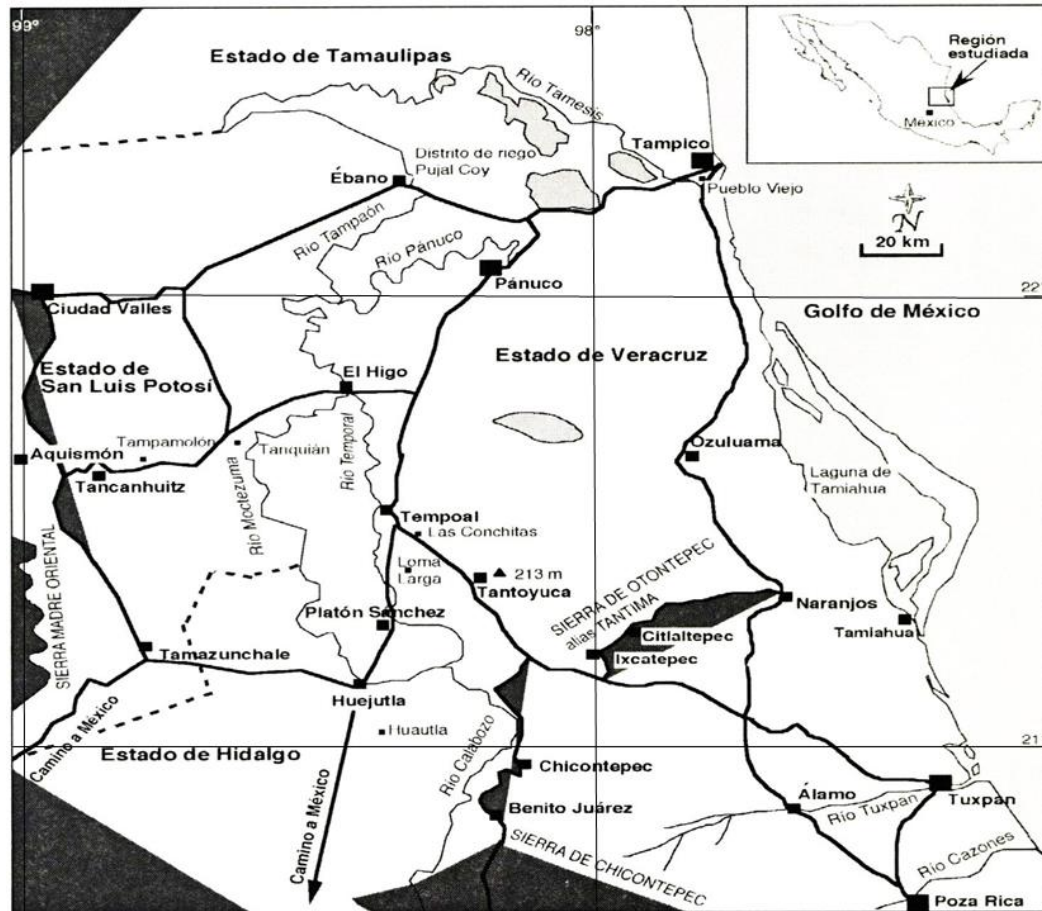 99°
98°
Estado de Tamaulipas
Río Tamesis
Región
estudiada
México
Tampico
Pueblo Viejo
Distrito de riego
Pujal Coy
Ébano
N
20 km
Río Tampaón
Río Pánuco
Pánuco
Ciudad Valles
22°
Golfo de México
Estado de
San Luis Potosí
Estado de Veracruz
El Higo
Aquismón
Tampamolón
Tanquián
Tancanhuitz
Río Moctezuma
Río Temporal
Ozuluama
Laguna de
Tamiahua
Tempoal
Las Conchitas
Loma
Larga
213 m
Tantoyuca
SIERRA MADRE ORIENTAL
SIERRA DE OTONTEPEC
alias TANTIMA
Naranjos
Platón Sánchez
Citlaltepec
Tamiahua
Ixcatepec
Tamazunchale
Huejutla
Huautla
Camino a México
Estado de Hidalgo
Río Calabozo
21
Chicontepec
Camino a México
Benito Juárez
Álamo
Tuxpan
Río Tuxpan
SIERRA DE CHICONTEPEC
Río Cazones
Poza Rica